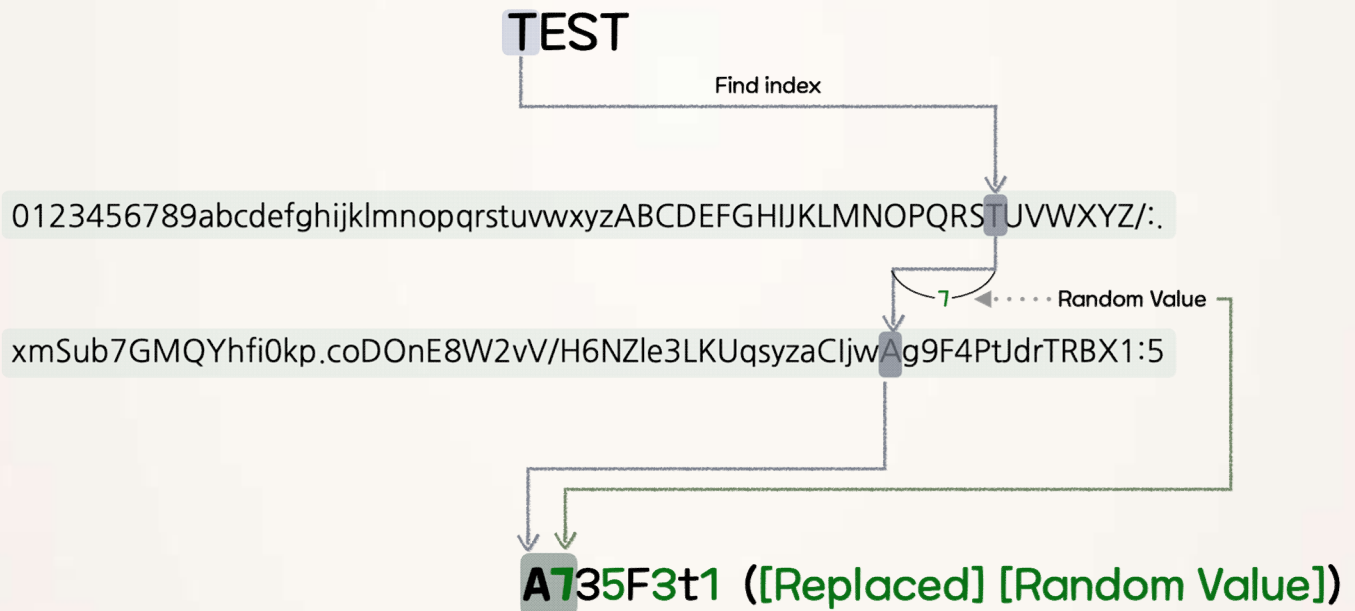 TEST
Find index
0123456789abcdefghijklmnopqrstuvwxyzABCDEFGHIJKLMNOPQRSTUVWXYZ/:.
7 Random Value
xmSub7GMQYhfi0kp.coDOnE8W2vV/H6NZle3LKUqsyzaCIjwAg9F4PtJdrTRBX1:5
A735F3t1 ([Replaced] [Random Value])